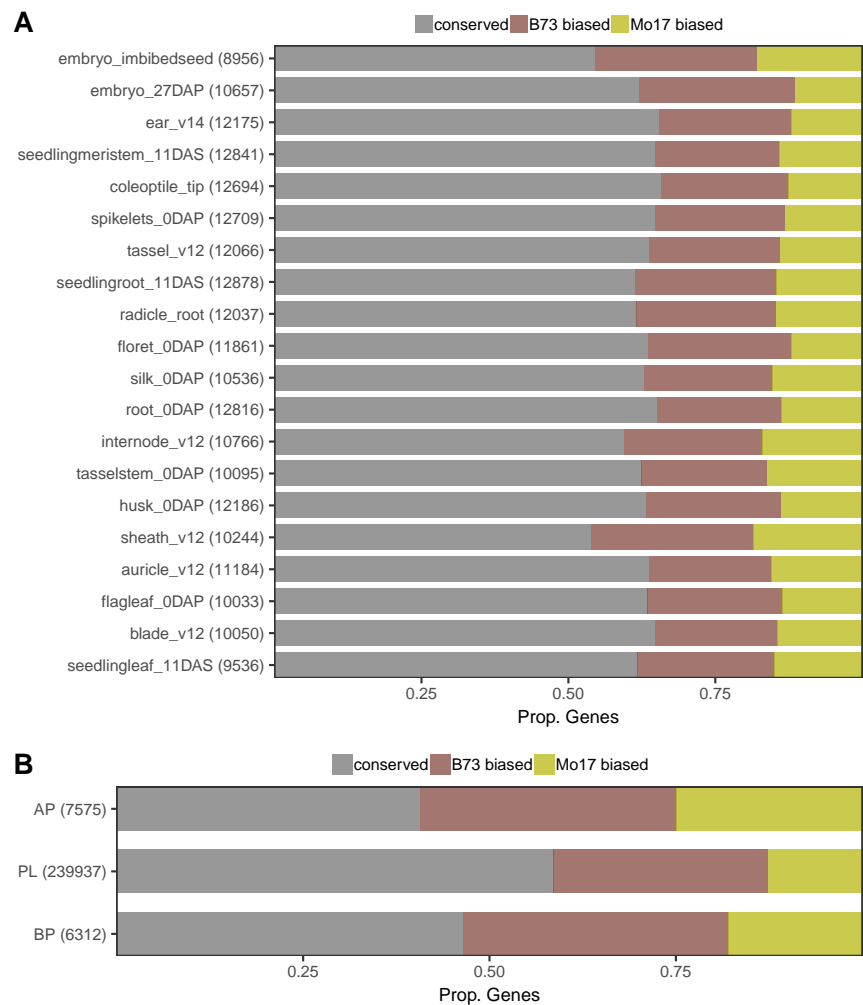 A
conserved B73 biased Mo17 biased
embryo_imbibedseed (8956)
embryo_27DAP (10657)
ear_v14 (12175)
seedlingmeristem_11DAS (12841)
coleoptile_tip (12694)
spikelets_0DAP (12709)
tassel_v12 (12066)
seedlingroot_11DAS (12878)
radicle_root (12037)
floret_0DAP (11861)
silk_0DAP (10536)
root_0DAP (12816)
internode_v12 (10766)
tasselstem_0DAP (10095)
husk_0DAP (12186)
sheath_v12 (10244)
auricle_v12 (11184)
flagleaf_0DAP (10033)
blade_v12 (10050)
seedlingleaf_11DAS (9536)
0.25 0.50 0.75
Prop. Genes
B
conserved B73 biased Mo17 biased
AP (7575)
PL (239937)
BP (6312)
0.25 0.50 0.75
Prop. Genes